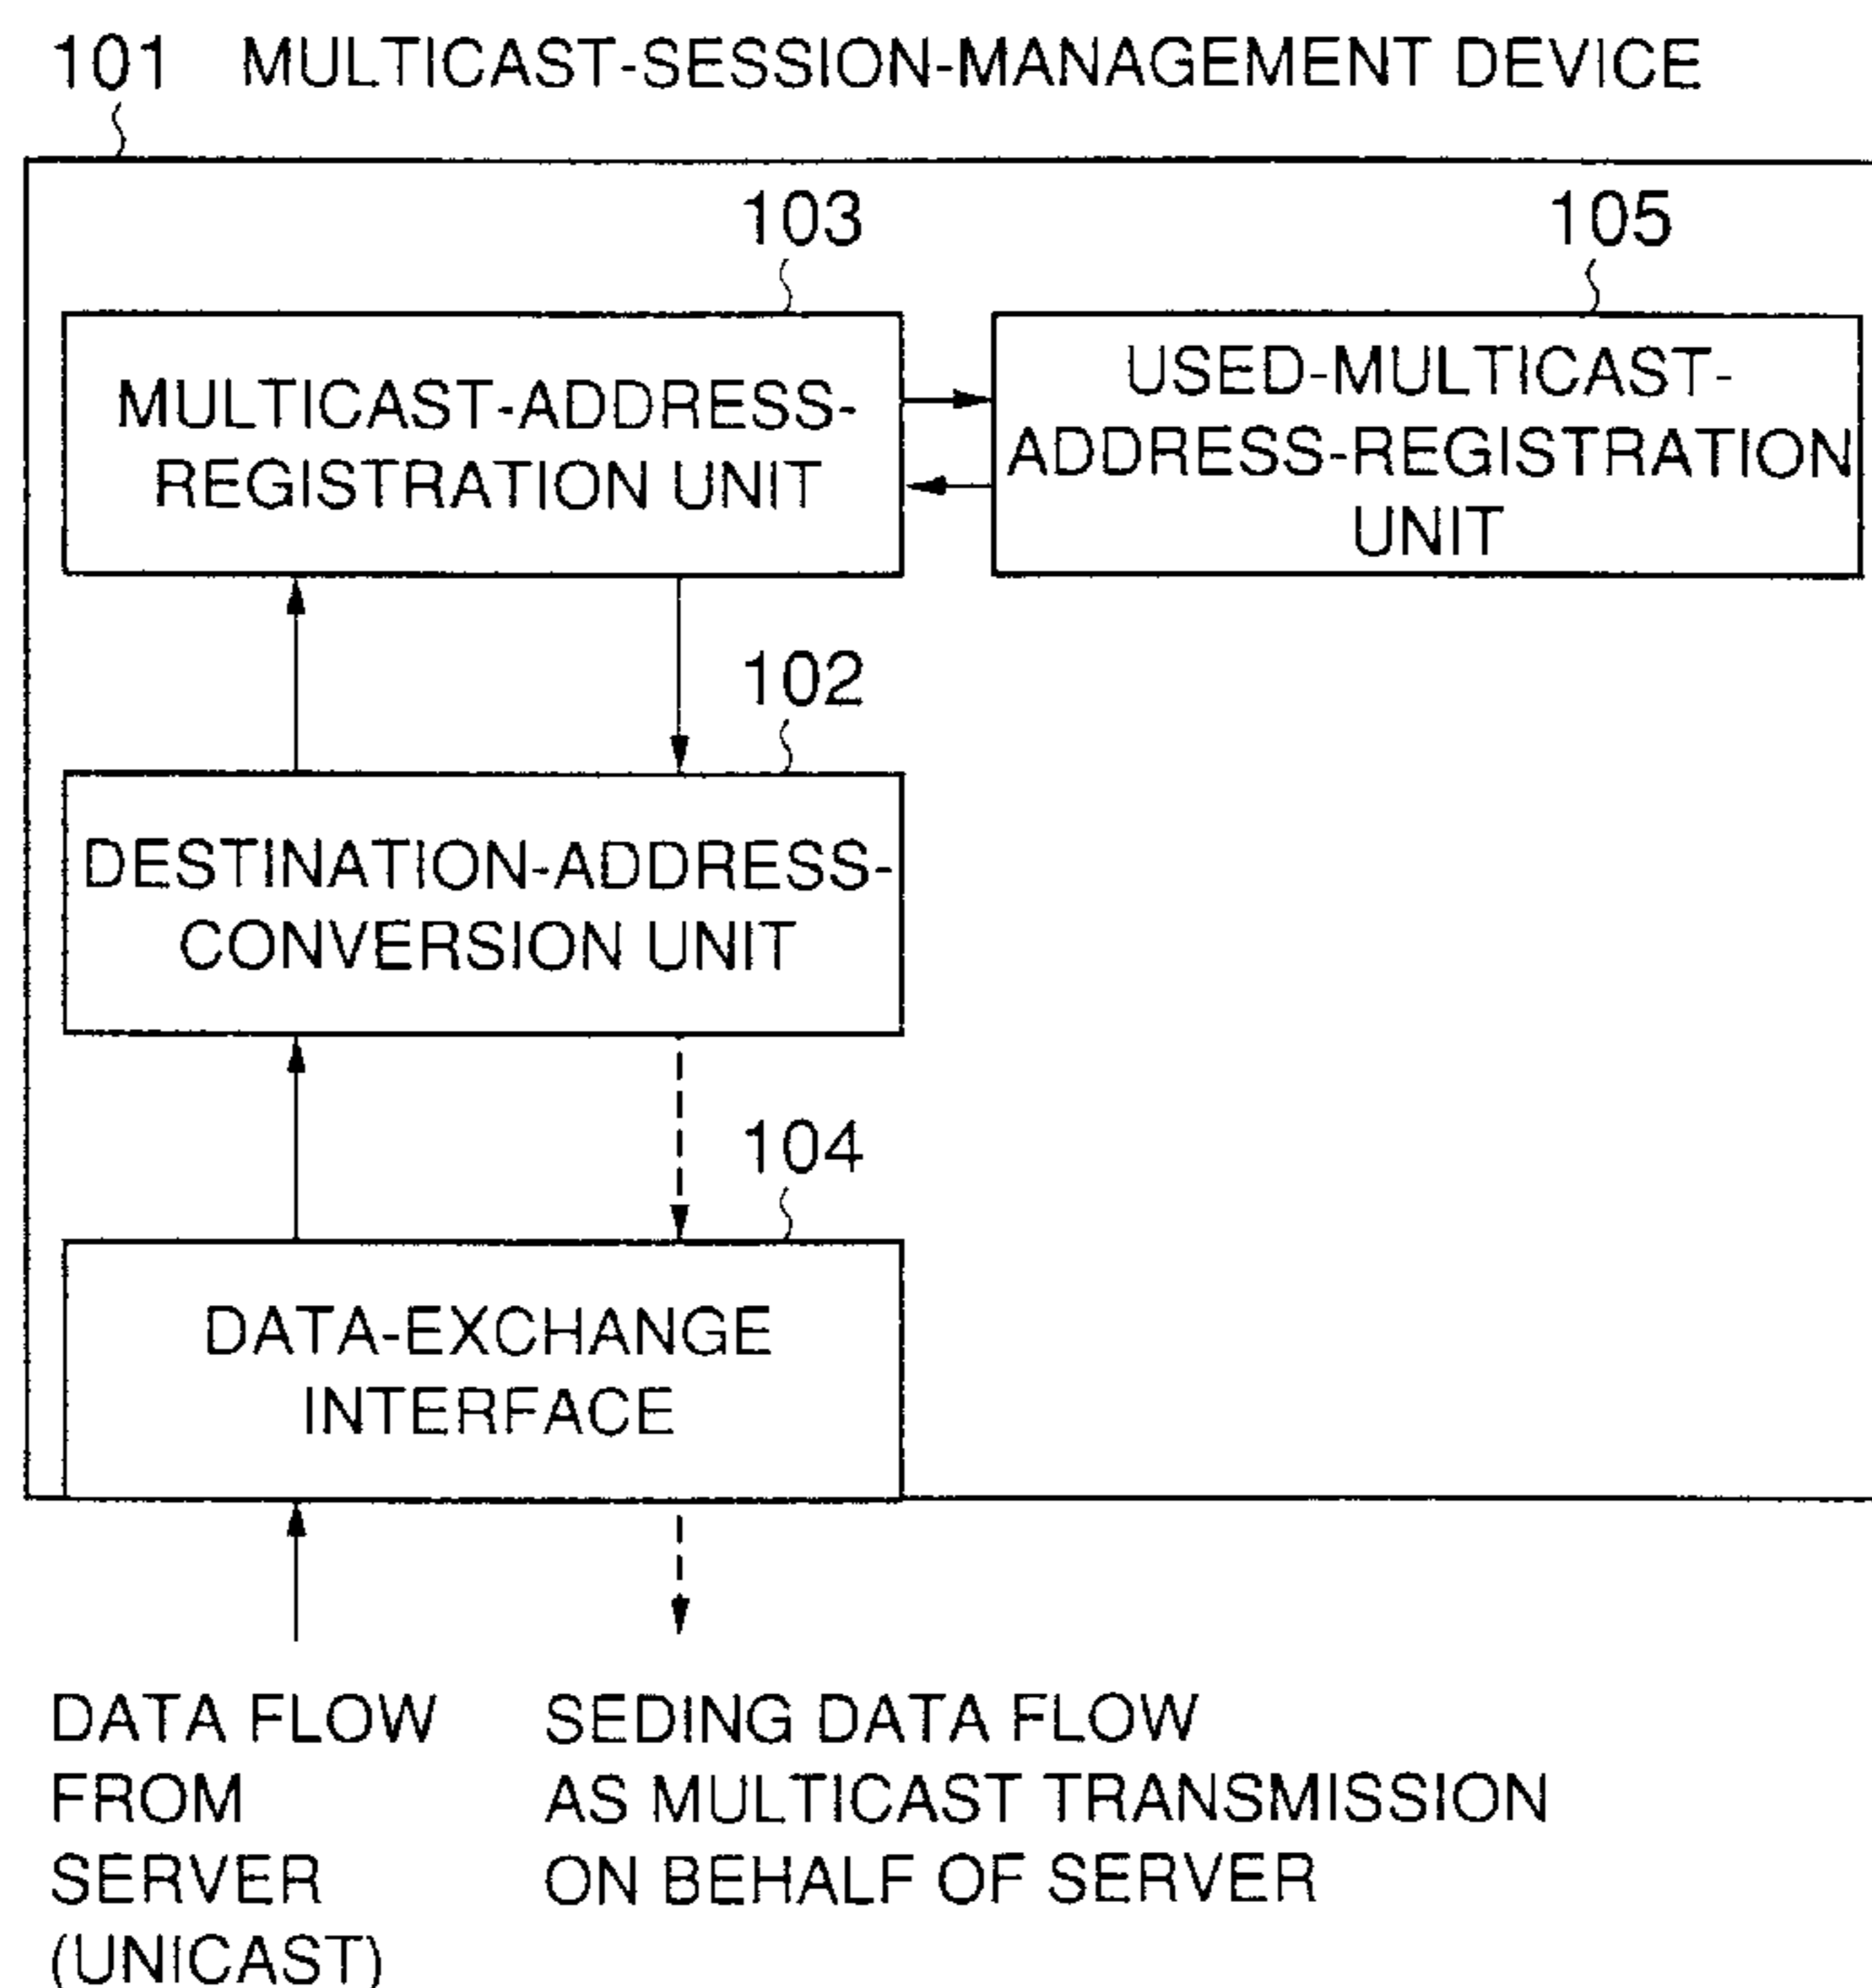 101 MULTICAST-SESSION-MANAGEMENT DEVICE
103
105
MULTICAST-ADDRESS-
REGISTRATION UNIT
USED-MULTICAST-
ADDRESS-REGISTRATION
UNIT
102
DESTINATION-ADDRESS-
CONVERSION UNIT
104
DATA-EXCHANGE
INTERFACE
DATA FLOW
FROM
SERVER
(UNICAST)
SEDING DATA FLOW
AS MULTICAST TRANSMISSION
ON BEHALF OF SERVER